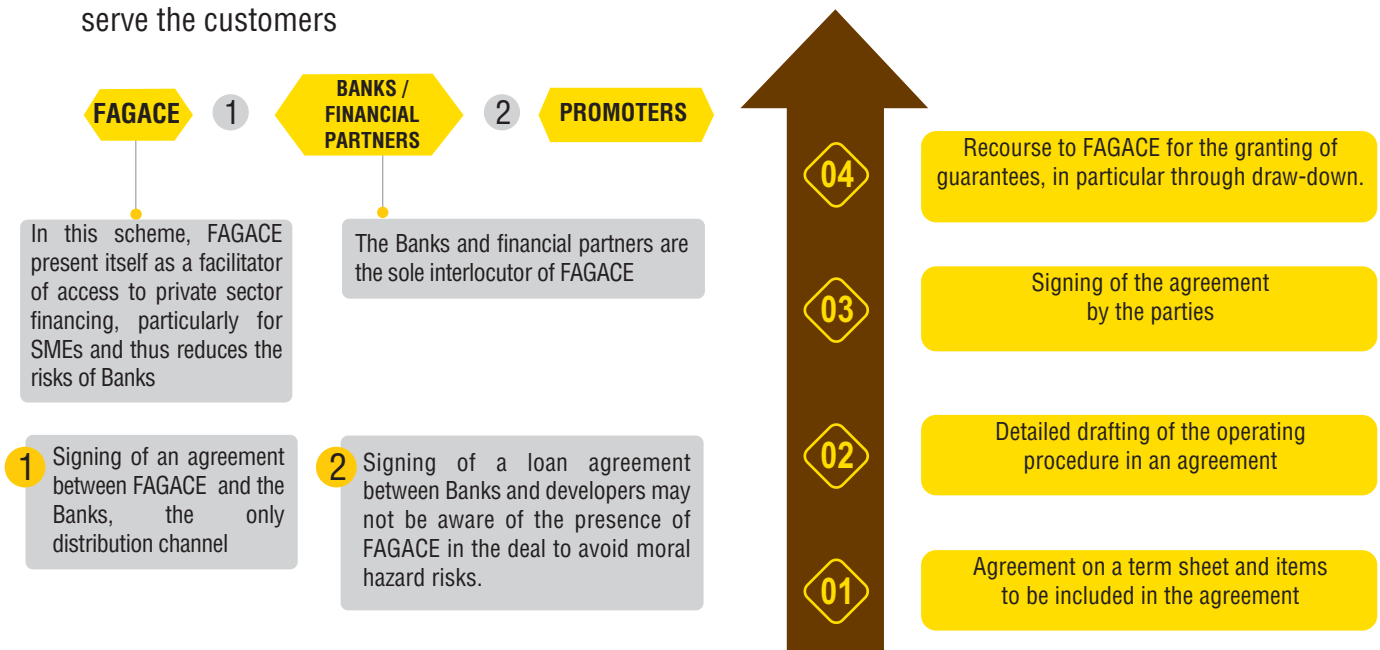 serve the customers
FAGACE
1
BANKS /
FINANCIAL
PARTNERS
2
PROMOTERS
In this scheme, FAGACE
present itself as a facilitator
of access to private sector
financing, particularly for
SMEs and thus reduces the
risks of Banks
The Banks and financial partners are
the sole interlocutor of FAGACE
1
Signing of an agreement
between FAGACE and the
Banks, the only
distribution channel
2
Signing of a loan agreement
between Banks and developers may
not be aware of the presence of
FAGACE in the deal to avoid moral
hazard risks.
04
Recourse to FAGACE for the granting of
guarantees, in particular through draw-down.
03
Signing of the agreement
by the parties
02
Detailed drafting of the operating
procedure in an agreement
01
Agreement on a term sheet and items
to be included in the agreement